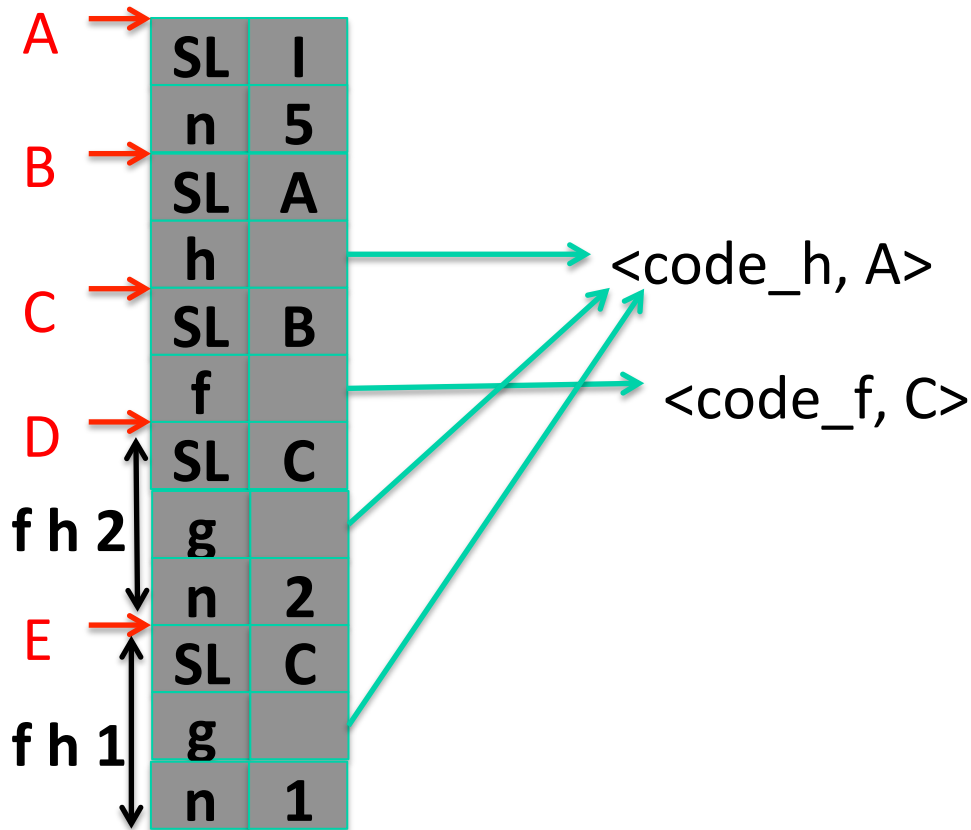 A
SL I
n 5
B
SL A
h
<code_h, A>
C
SL B
f
<code_f, C>
D
SL C
f h 2
g
n 2
E
SL C
f h 1
g
n 1